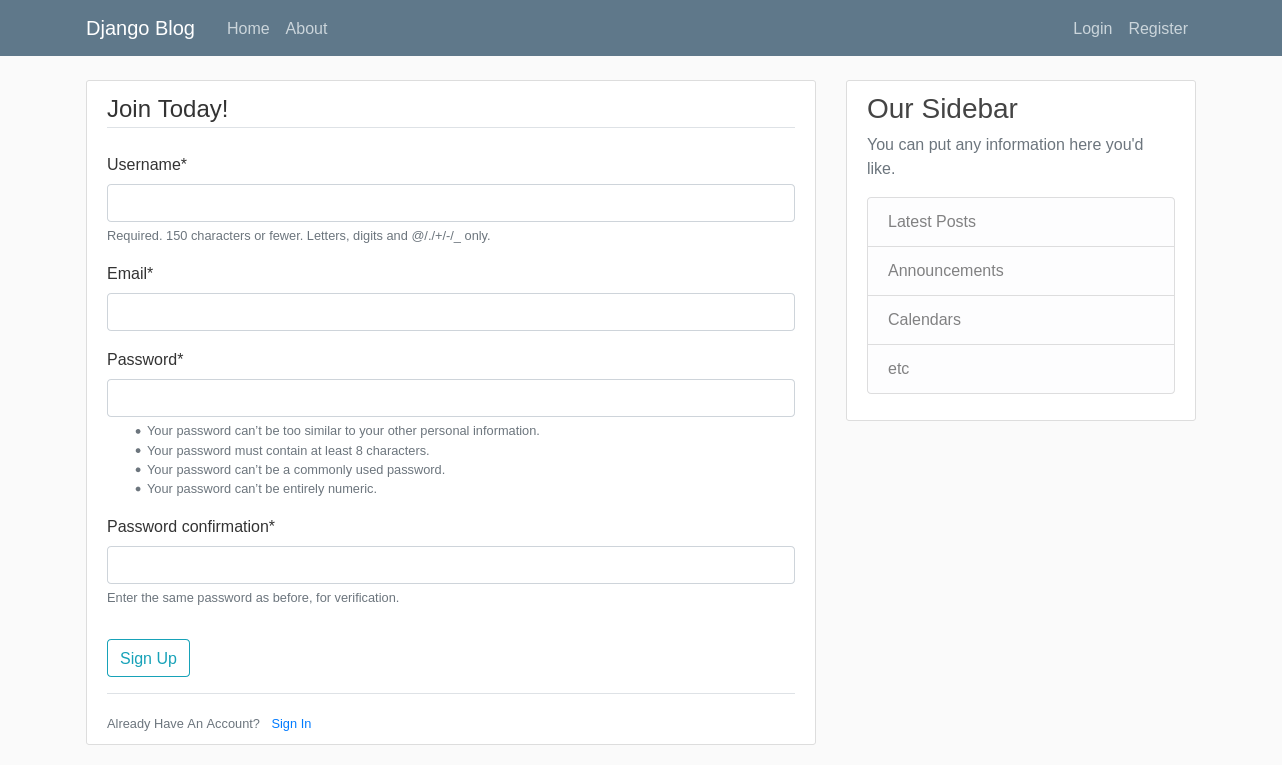 Django Blog Home About Login Register
Join Today!
Username*
Required. 150 characters or fewer. Letters, digits and @/./+/-/_ only.
Email*
Password*
Your password can’t be too similar to your other personal information.
Your password must contain at least 8 characters.
Your password can’t be a commonly used password.
Your password can’t be entirely numeric.
Password confirmation*
Enter the same password as before, for verification.
Sign Up
Already Have An Account? Sign In
Our Sidebar
You can put any information here you'd
like.
Latest Posts
Announcements
Calendars
etc